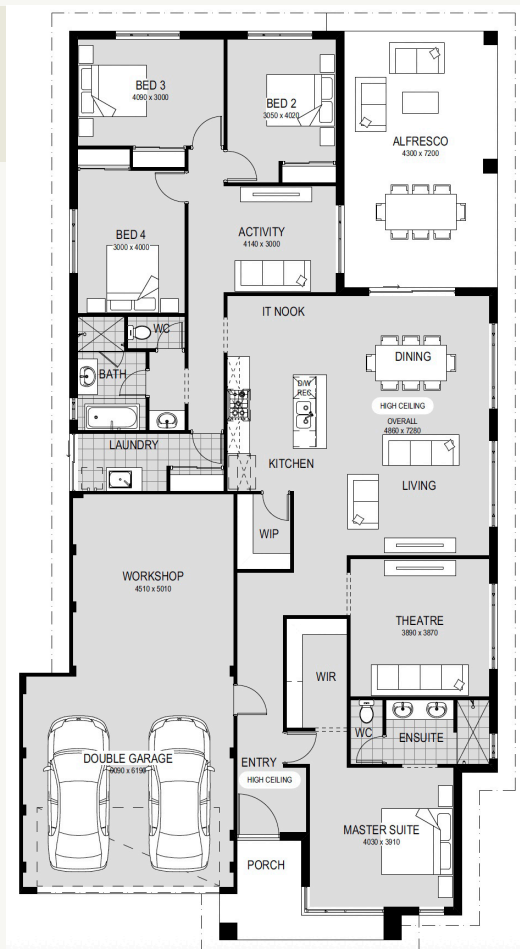 BED 3
4090 x 3000
BED 2
3050 x 4020
ALFRESCO
4300 x 7200
BED 4
3000 x 4000
ACTIVITY
4140 x 3000
IT NOOK
WC
BATH
DINING
D/W
REC
HIGH CEILING
OVERALL
4860 x 7280
LAUNDRY
KITCHEN
LIVING
WIP
WORKSHOP
4510 x 5010
THEATRE
3890 x 3870
WIR
WC
ENSUITE
DOUBLE GARAGE
6090 x 6190
ENTRY
HIGH CEILING
MASTER SUITE
4030 x 3910
PORCH